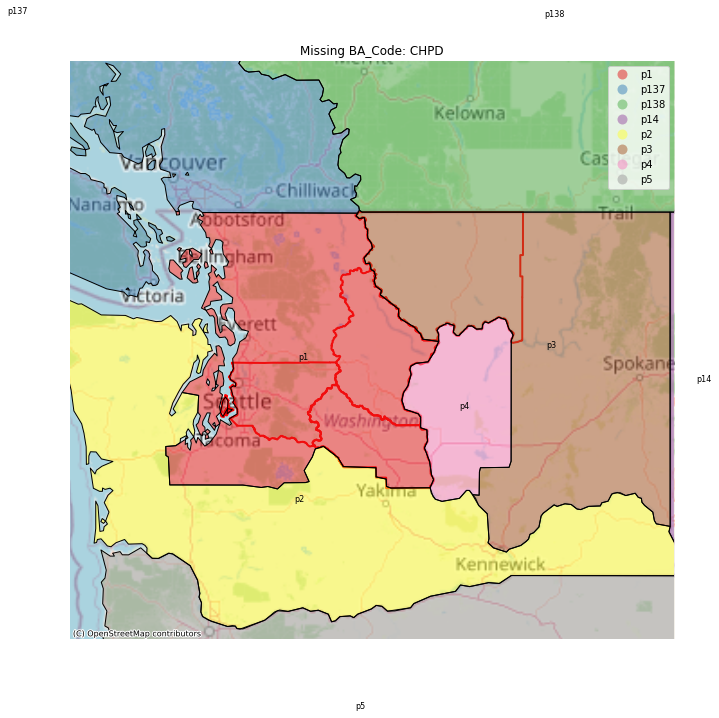 p137
p138
Missing BA_Code: CHPD
Merritt
p1
p137
p138
p14
p2
p3
p4
p5
Kelowna
Vancouver
Chilliwack
Nanaimo
Abbotsford
Trail
Bellingham
Victoria
Everett
p3
p1
Spokane
p14
Seattle
p4
Washington
Tacoma
Yakima
p2
Kennewick
(C) OpenStreetMap contributors
p5